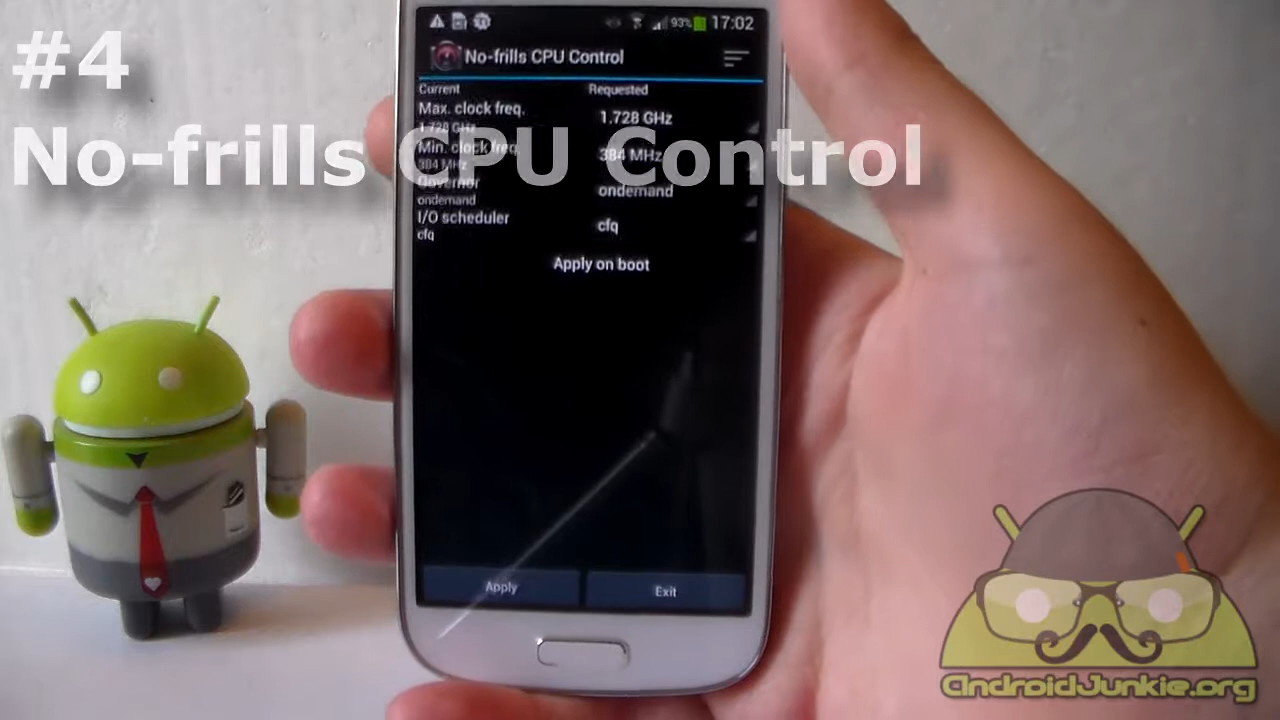 #4
No-frills CPU Control
93% 17:02
No-frills CPU Control
Current Requested
Max. clock freq.
1.728 GHz
1.728 GHz
Min. clock freq.
384 MHz
384 MHz
Governor
ondemand
ondemand
I/O scheduler
cfq
cfq
Apply on boot
Apply Exit
AndroidJunkie.org